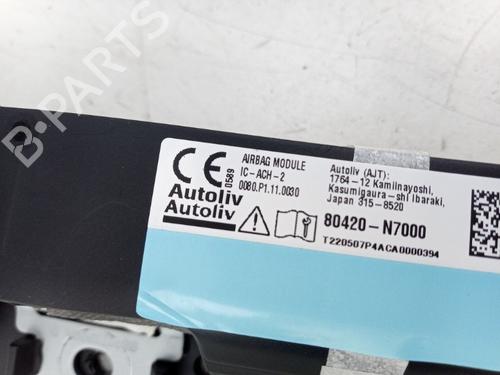 B-PARTS
CE
0589
AIRBAG MODULE
IC-ACH-2
0080.P1.11.0030
Autoliv
Autoliv
Autoliv (AJT):
1764-12 Kamiinayoshi,
Kasumigaura-shi Ibaraki,
Japan 315-8520
80420-N7000
T220507P4ACA0000394